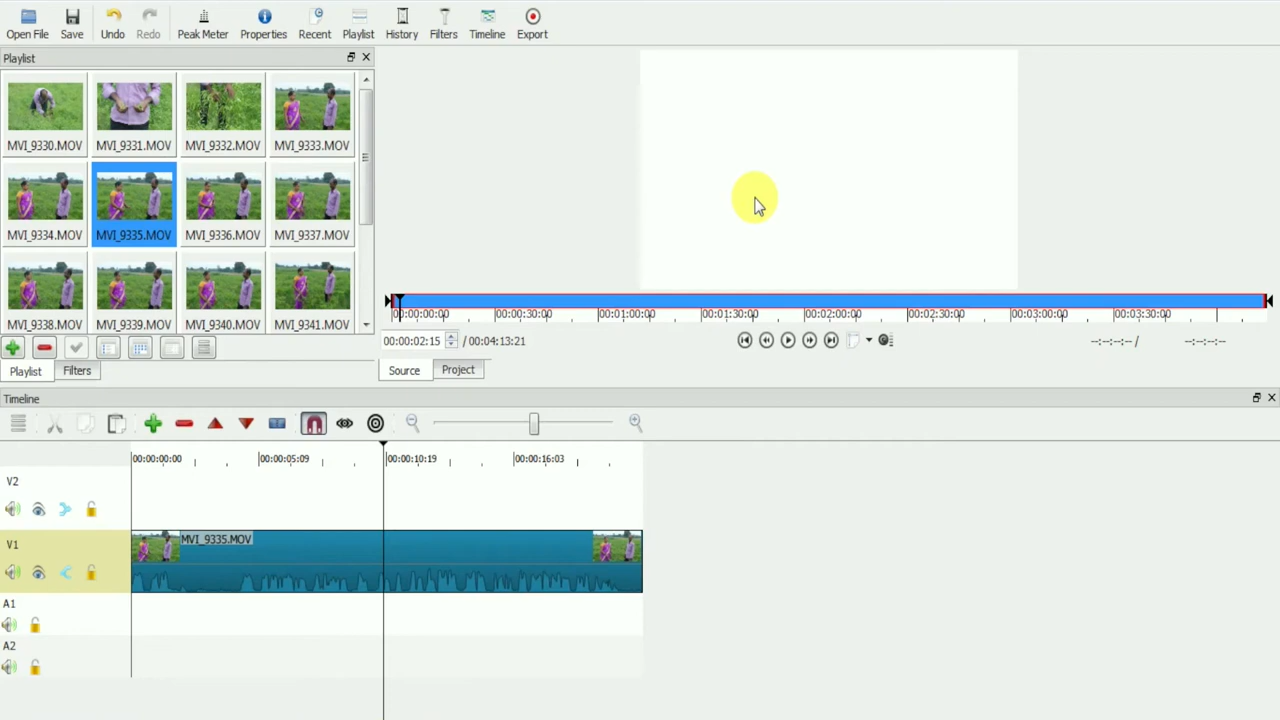 Open File Save Undo Redo Peak Meter Properties Recent Playlist History Filters Timeline Export
Playlist
MVI_9330.MOV MVI_9331.MOV MVI_9332.MOV MVI_9333.MOV
MVI_9334.MOV MVI_9335.MOV MVI_9336.MOV MVI_9337.MOV
MVI_9338.MOV MVI_9339.MOV MVI_9340.MOV MVI_9341.MOV
00:00:00:00 00:00:30:00 00:01:00:00 00:01:30:00 00:02:00:00 00:02:30:00 00:03:00:00 00:03:30:00
00:00:02:15 / 00:04:13:21 --:--:--:-- / --:--:--:--
Playlist Filters
Source Project
Timeline
00:00:00:00 00:00:05:09 00:00:10:19 00:00:16:03
V2
V1
MVI_9335.MOV
A1
A2